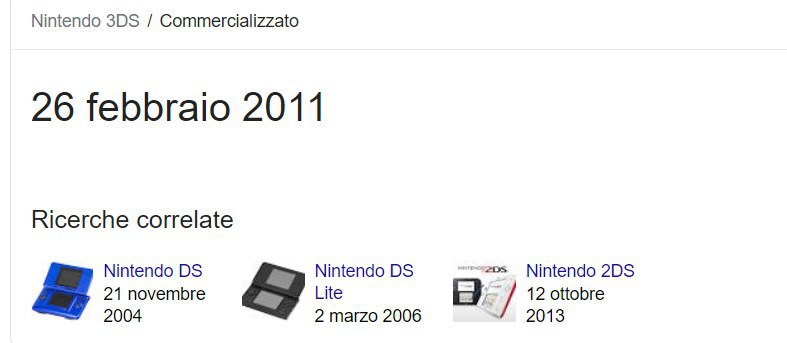 Nintendo 3DS / Commercializzato
26 febbraio 2011
Ricerche correlate
Nintendo DS
21 novembre
2004
Nintendo DS
Lite
2 marzo 2006
NINTENDO 2DS
Nintendo 2DS
12 ottobre
2013